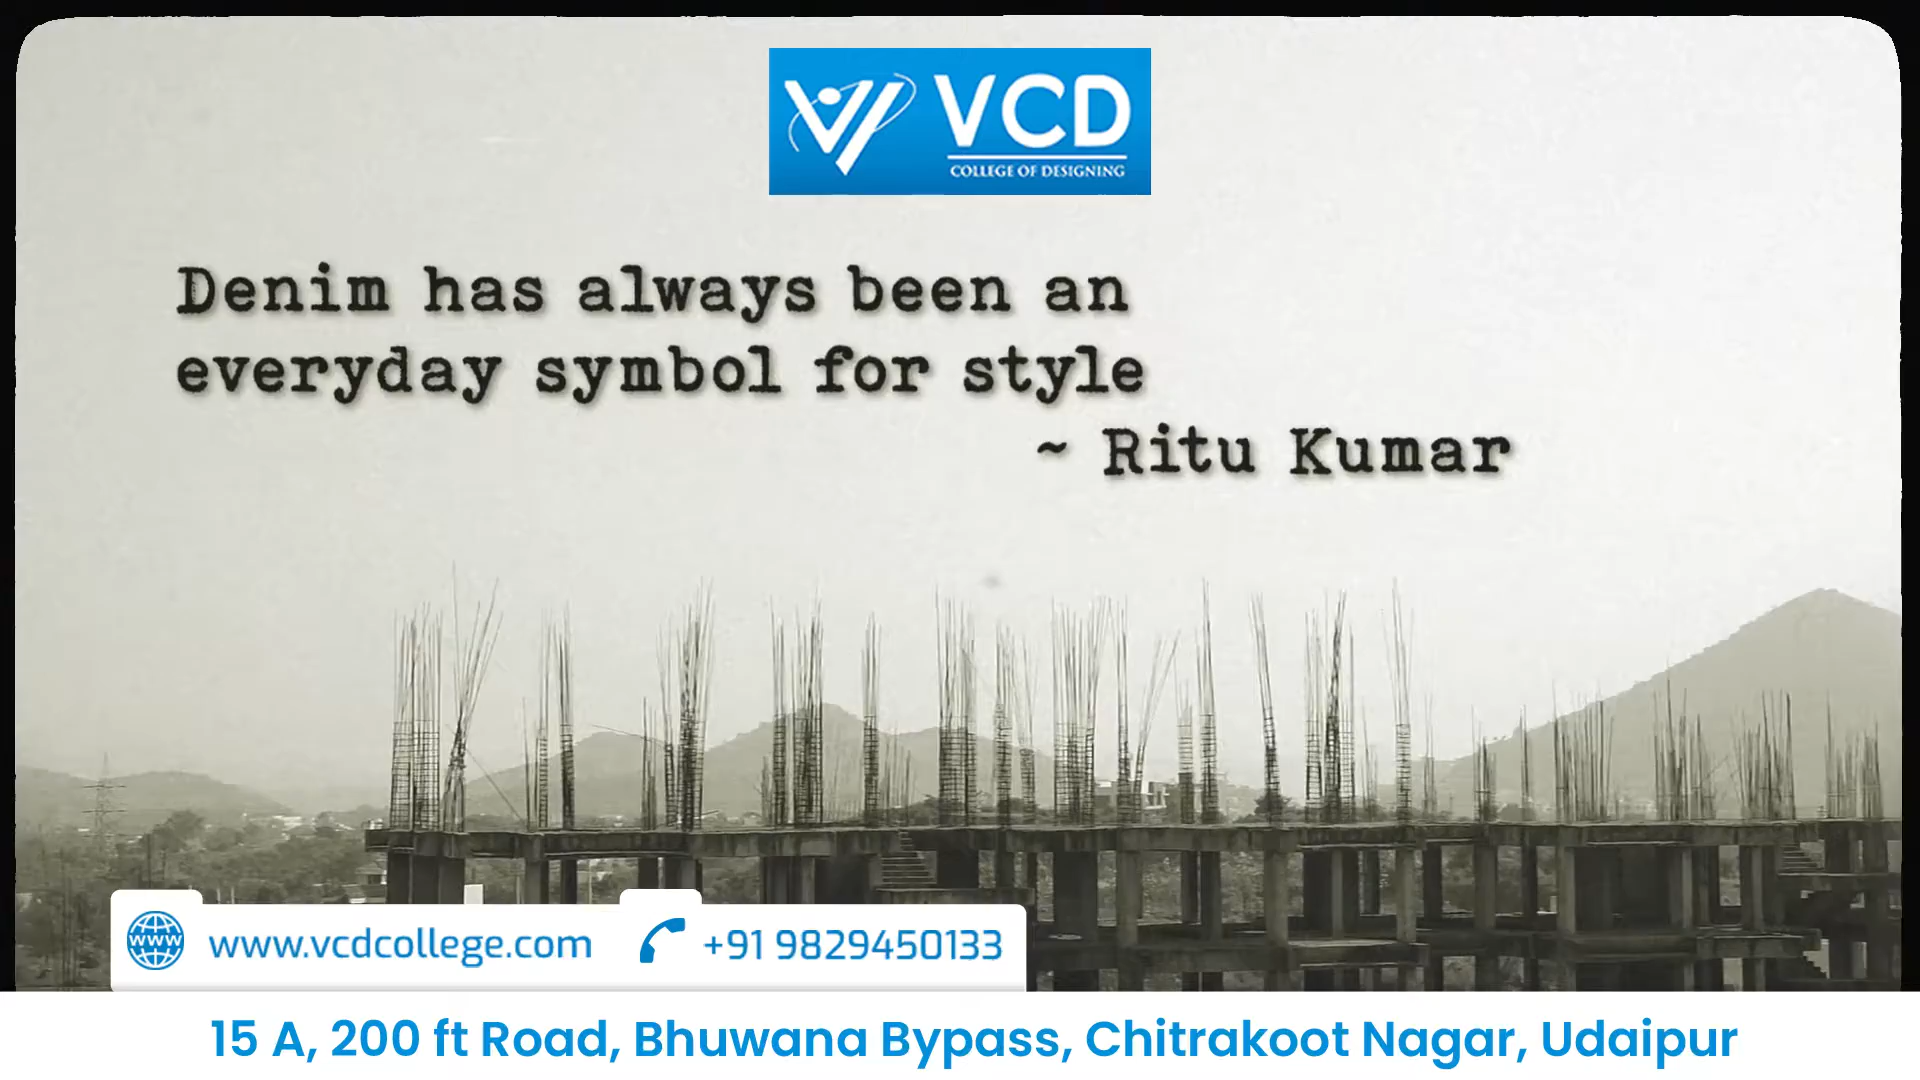 VCD
COLLEGE OF DESIGNING
Denim has always been an
everyday symbol for style
~ Ritu Kumar
www
www.vcdcollege.com
+91 9829450133
15 A, 200 ft Road, Bhuwana Bypass, Chitrakoot Nagar, Udaipur